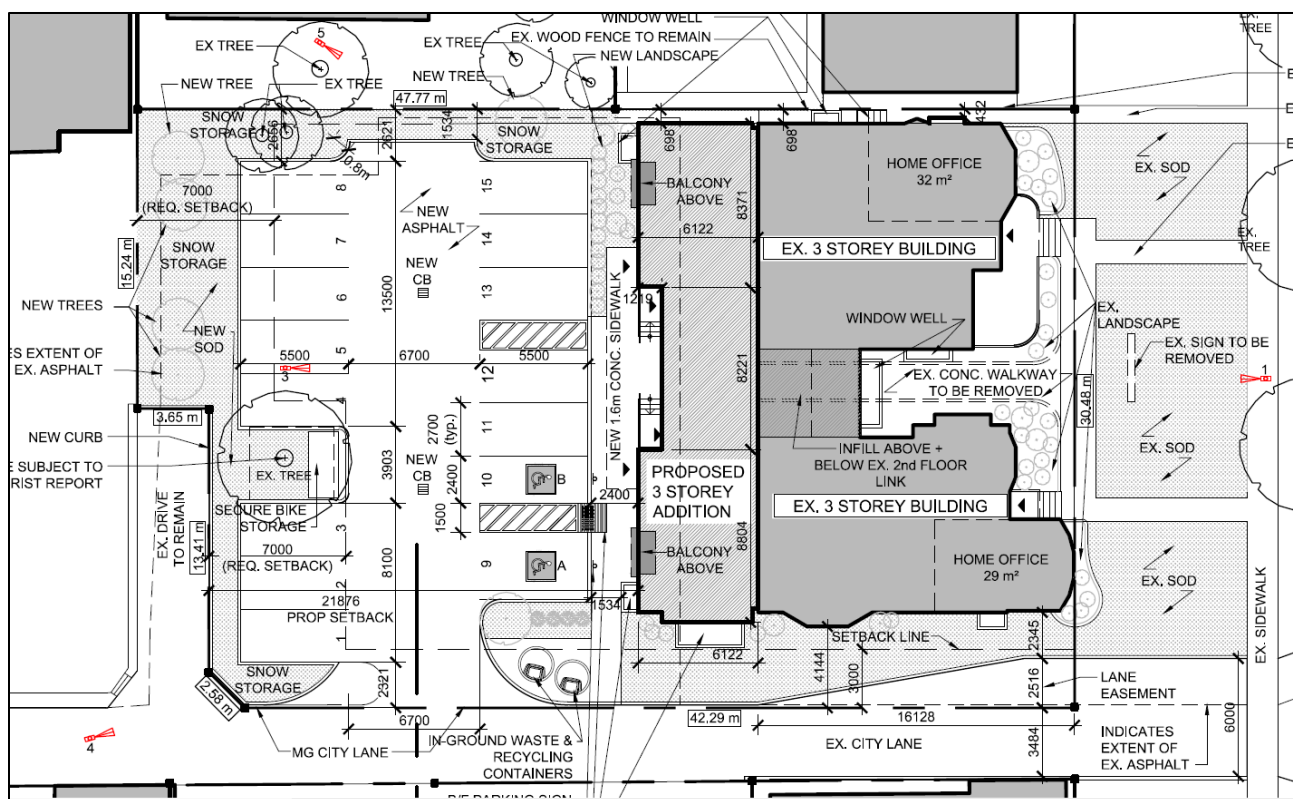 WINDOW WELL
EX. WOOD FENCE TO REMAIN
NEW LANDSCAPE
EX TREE
5
EX TREE
NEW TREE
NEW TREE
EX TREE
47.77 m
EX.
TREE
SNOW
STORAGE
2656
2621
1534
SNOW
STORAGE
698
698
432
10.8m
HOME OFFICE
32 m²
EX. SOD
BALCONY
ABOVE
7000
(REQ. SETBACK)
8
7
6
5
4
3
2
1
15
14
13
12
11
10
9
NEW
ASPHALT
8371
6122
EX. 3 STOREY BUILDING
EX.
TREE
SNOW
STORAGE
15.24 m
NEW
CB
13500
NEW 1.6m CONC. SIDEWALK
1219
NEW TREES
NEW
SOD
WINDOW WELL
EX.
LANDSCAPE
EX. SIGN TO BE
REMOVED
ES EXTENT OF
EX. ASPHALT
5500
6700
5500
3
8221
EX. CONC. WALKWAY
TO BE REMOVED
1
3.65 m
30.48 m
NEW CURB
2700
(typ.)
INFILL ABOVE +
BELOW EX. 2nd FLOOR
LINK
EX. SOD
E SUBJECT TO
RIST REPORT
EX. TREE
3903
NEW
CB
2400
B
2400
PROPOSED
3 STOREY
ADDITION
EX. 3 STOREY BUILDING
SECURE BIKE
STORAGE
1500
EX. DRIVE
TO REMAIN
13.41 m
7000
(REQ. SETBACK)
8100
A
BALCONY
ABOVE
8804
HOME OFFICE
29 m²
EX. SOD
21876
PROP SETBACK
1534
EX. SIDEWALK
SETBACK LINE
SNOW
STORAGE
2921
6122
4144
3000
2345
2516
LANE
EASEMENT
2.58 m
6700
42.29 m
16128
6000
4
MG CITY LANE
IN-GROUND WASTE &
RECYCLING
CONTAINERS
EX. CITY LANE
3484
INDICATES
EXTENT OF
EX. ASPHALT